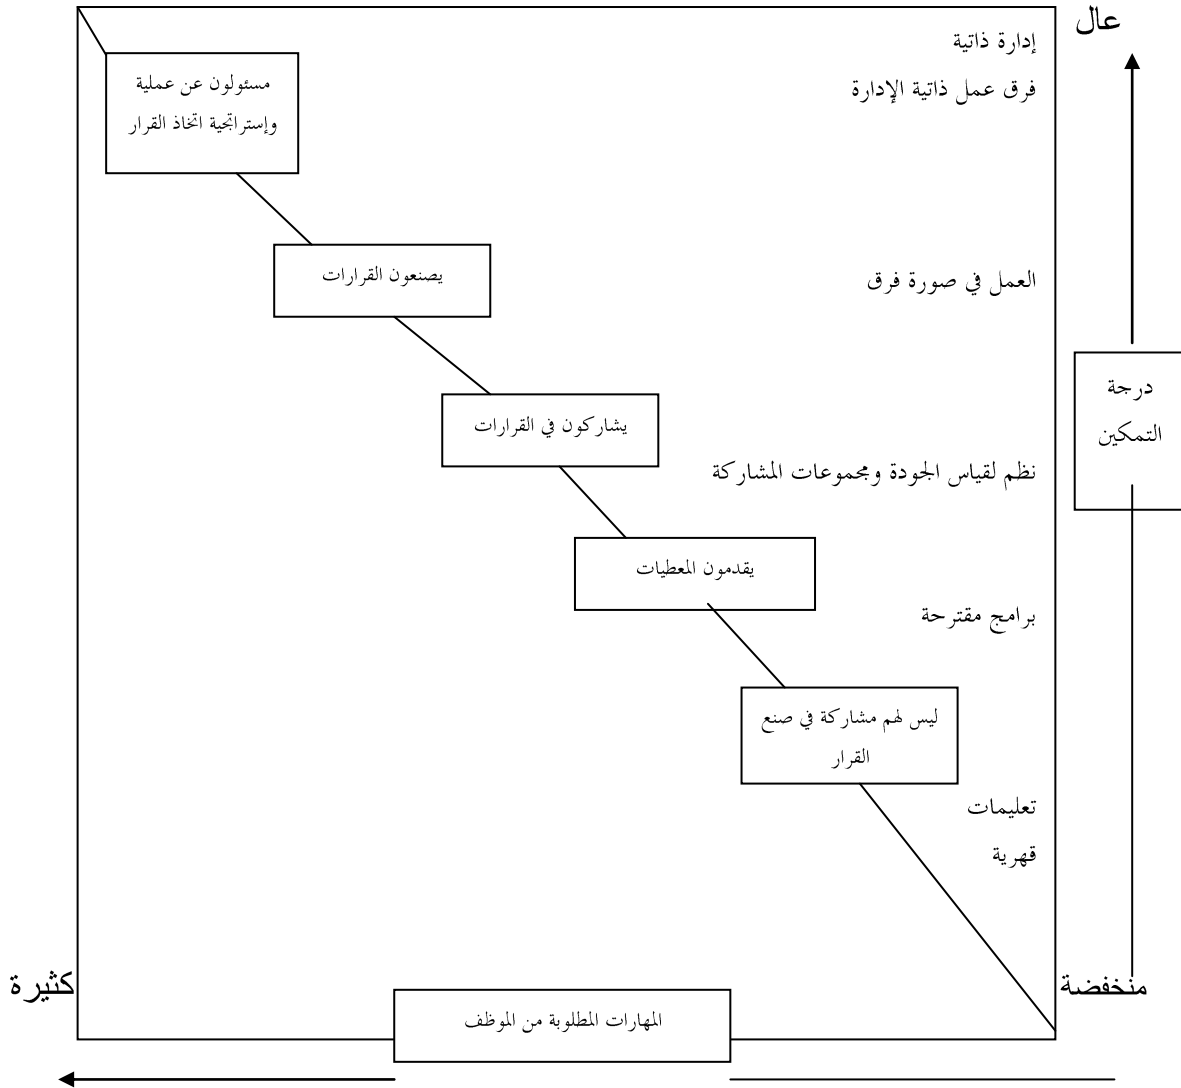 عال
إدارة ذاتية
مسئولون عن عملية
فرق عمل ذاتية الإدارة
وإستراتجية اتخاذ القرار
العمل في صورة فرق
يصنعون القرارات
درجة
التمكين
يشاركون في القرارات
نظم لقياس الجودة ومجموعات المشاركة
يقدمون المعطيات
برامج مقترحة
ليس لهم مشاركة في صنع
القرار
تعليمات
قهرية
منخفضة
كثيرة
المهارات المطلوبة من الموظف